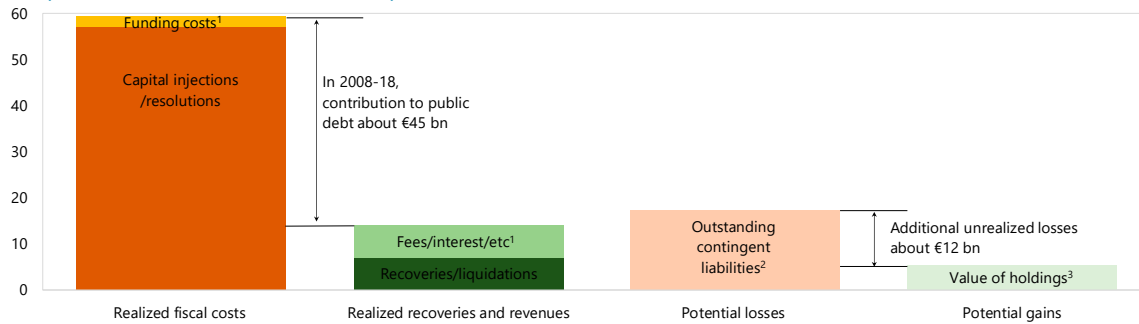 60
50
40
30
20
10
0
Funding costs¹
Capital injections
/resolutions
In 2008-18,
contribution to public
debt about €45 bn
Fees/interest/etc¹
Recoveries/liquidations
Outstanding
contingent
liabilities²
Additional unrealized losses
about €12 bn
Value of holdings³
Realized fiscal costs
Realized recoveries and revenues
Potential losses
Potential gains